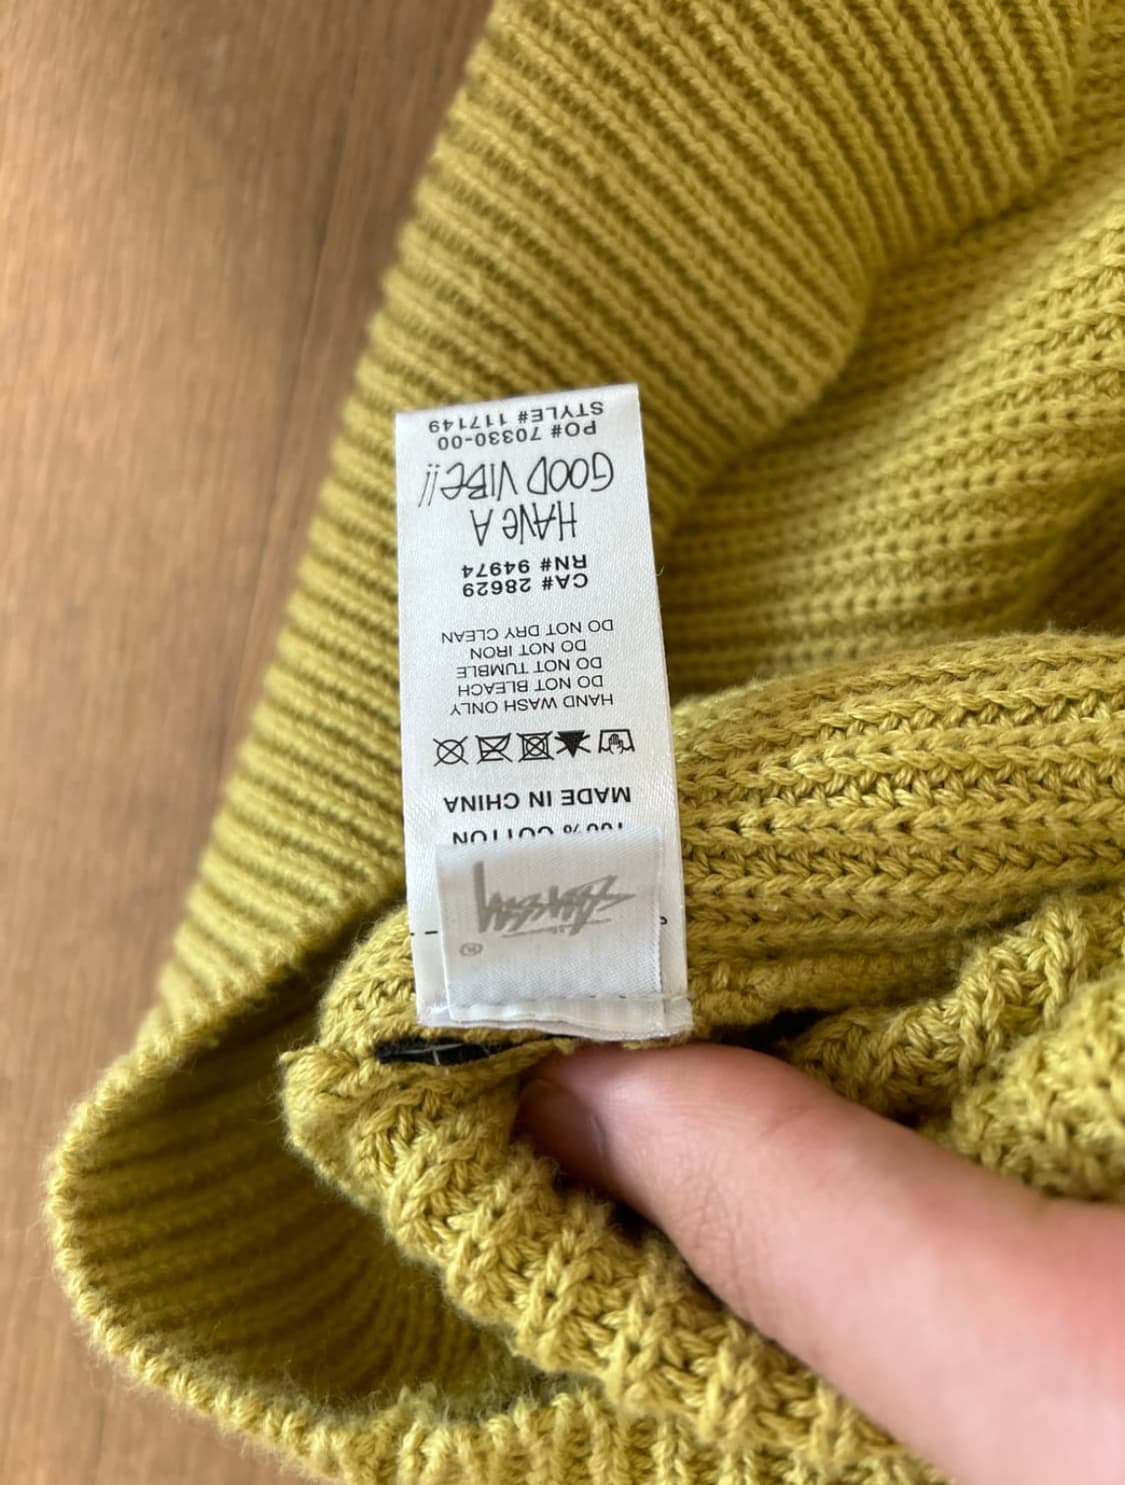 Stüssy
®
100% COTTON
MADE IN CHINA
HAND WASH ONLY
DO NOT BLEACH
DO NOT TUMBLE
DO NOT IRON
DO NOT DRY CLEAN
CA# 28629
RN# 94974
HAVE A
GOOD VIBE!!
PO# 70330-00
STYLE# 117149